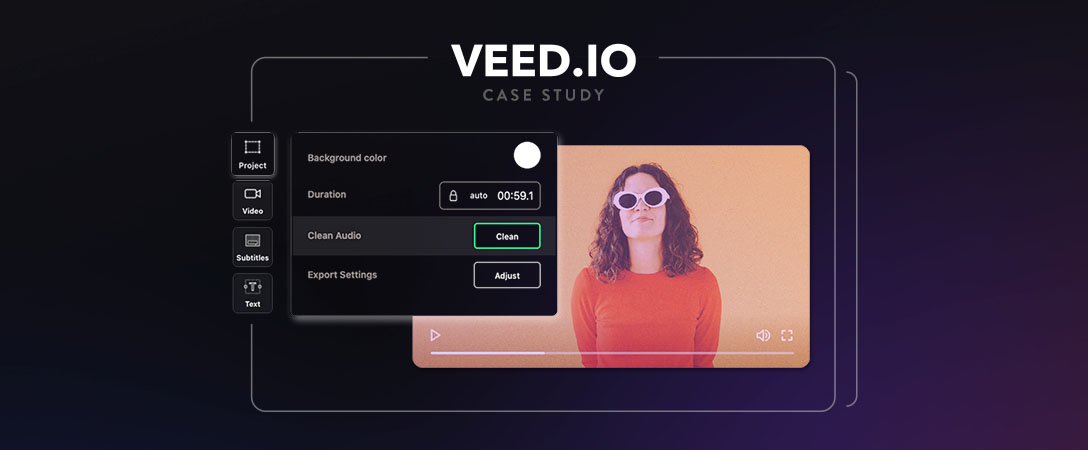 VEED.IO
CASE STUDY
Project
Video
Subtitles
Text
Background color
Duration
auto 00:59.1
Clean Audio
Clean
Export Settings
Adjust